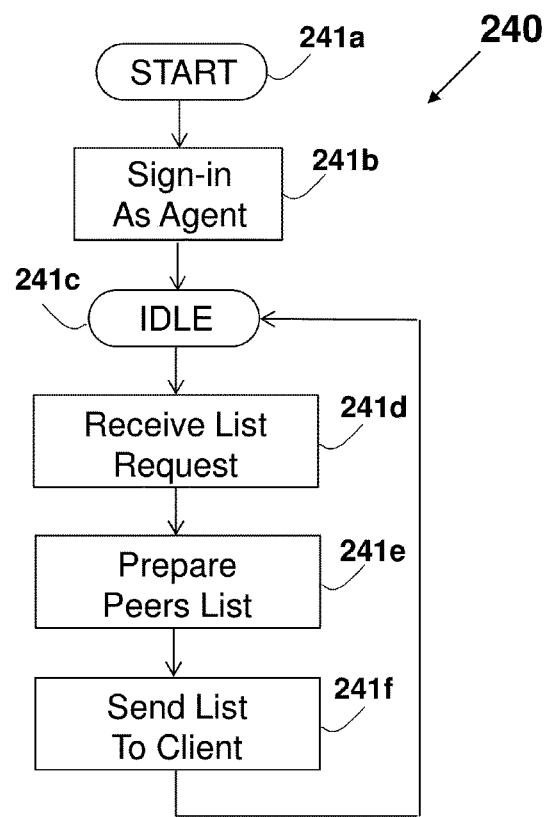 240
241a
START
241b
Sign-in
As Agent
241c
IDLE
241d
Receive List
Request
241e
Prepare
Peers List
241f
Send List
To Client